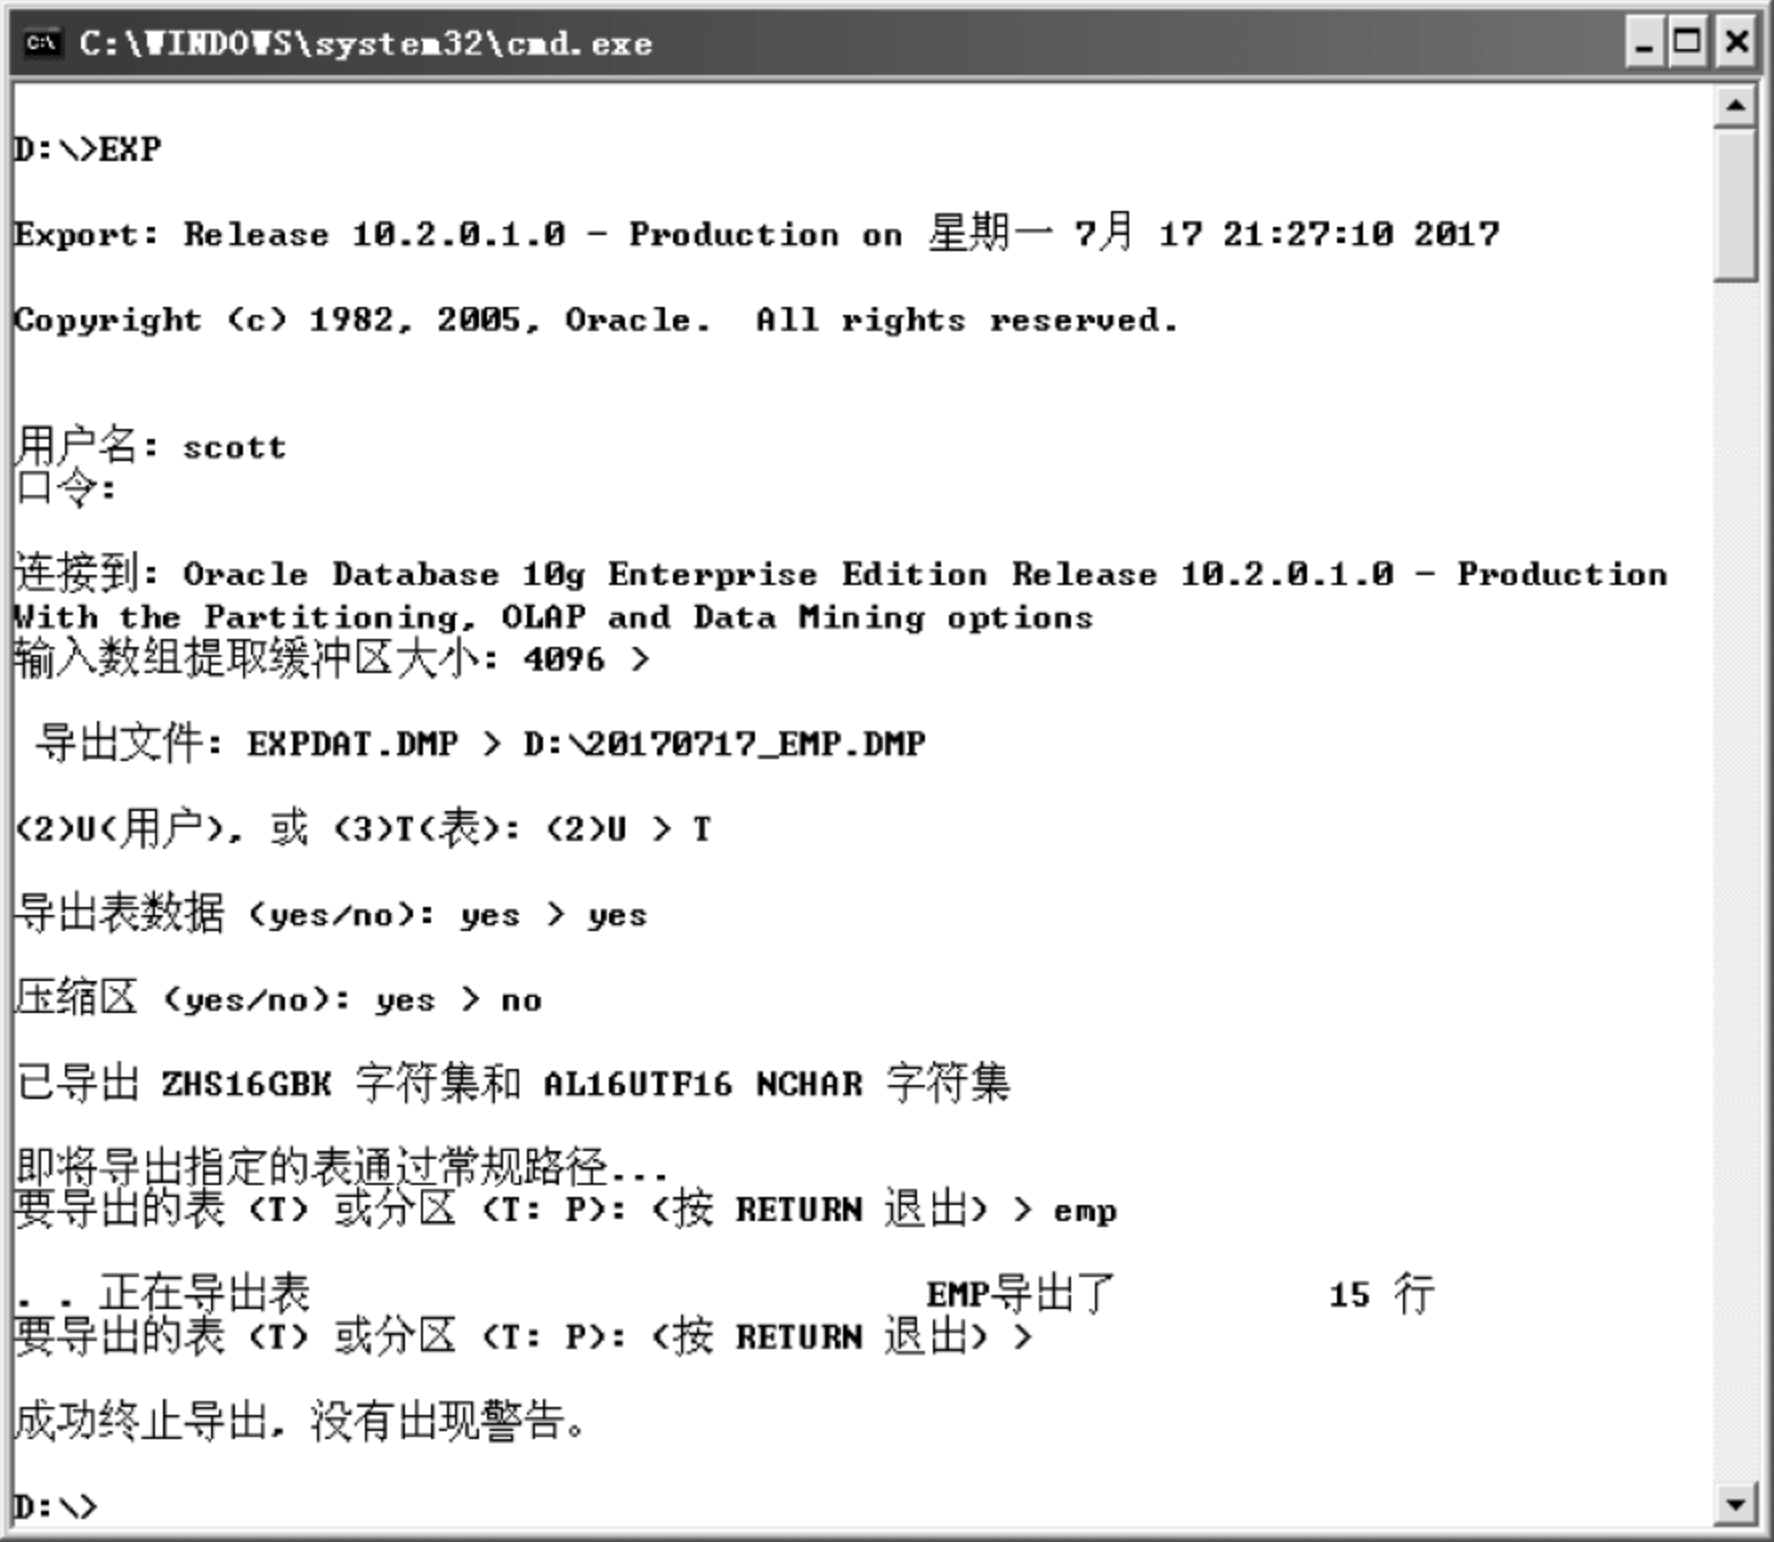 C:\WINDOWS\system32\cmd.exe
D:\>EXP
Export: Release 10.2.0.1.0 - Production on 星期一 7月 17 21:27:10 2017
Copyright (c) 1982, 2005, Oracle.  All rights reserved.
用户名: scott
口令:
连接到: Oracle Database 10g Enterprise Edition Release 10.2.0.1.0 - Production
With the Partitioning, OLAP and Data Mining options
输入数组提取缓冲区大小: 4096 >
导出文件: EXPDAT.DMP > D:\20170717_EMP.DMP
(2)U(用户), 或 (3)T(表): (2)U > T
导出表数据 (yes/no): yes > yes
压缩区 (yes/no): yes > no
已导出 ZHS16GBK 字符集和 AL16UTF16 NCHAR 字符集
即将导出指定的表通过常规路径...
要导出的表 (T) 或分区 (T: P): (按 RETURN 退出) > emp
. . 正在导出表 EMP导出了 15 行
要导出的表 (T) 或分区 (T: P): (按 RETURN 退出) >
成功终止导出, 没有出现警告。
D:\>